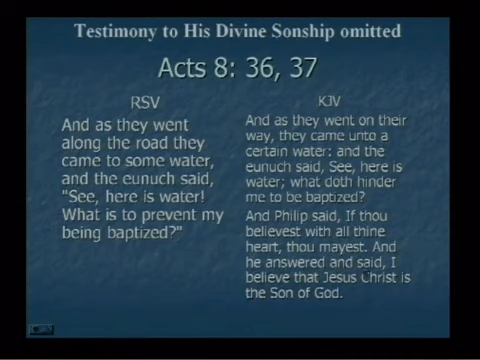 Testimony to His Divine Sonship omitted
Acts 8: 36, 37
RSV
And as they went
along the road they
came to some water,
and the eunuch said,
"See, here is water!
What is to prevent my
being baptized?"
KJV
And as they went on their
way, they came unto a
certain water: and the
eunuch said, See, here is
water; what doth hinder
me to be baptized?
And Philip said, If thou
believest with all thine
heart, thou mayest. And
he answered and said, I
believe that Jesus Christ is
the Son of God.